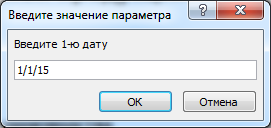 Введите значение параметра
Введите 1-ю дату
1/1/15
ОК
Отмена